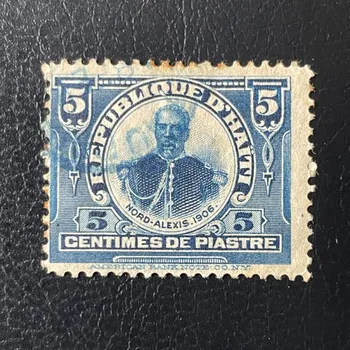 5 5
REPUBLIQUE D'HAITI
NORD-ALEXIS. 1906
5 5
CENTIMES DE PIASTRE
AMERICAN BANK NOTE CO. N.Y.